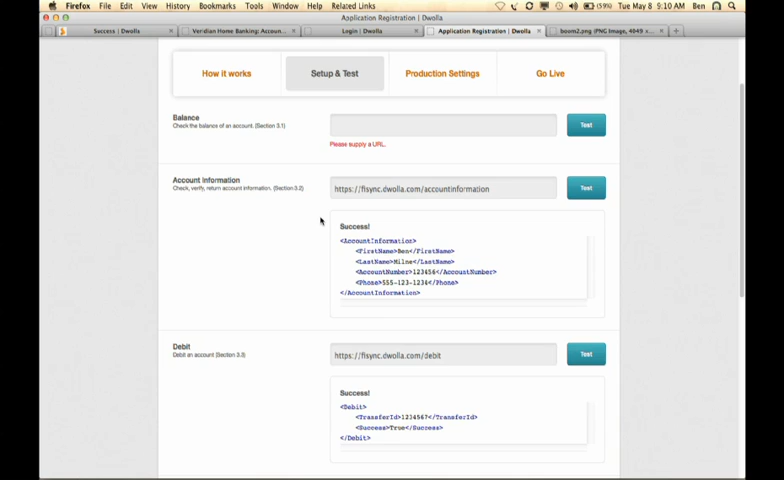 Firefox File Edit View History Bookmarks Tools Window Help Related Links (59%) Tue May 8 9:10 AM Ben
Application Registration | Dwolla
Success | Dwolla Veridian Home Banking: Accoun... Login | Dwolla Application Registration | Dwolla boom2.png (PNG Image, 4049 x...
How it works Setup & Test Production Settings Go Live
Balance
Check the balance of an account. (Section 3.1)
Test
Please supply a URL.
Account Information
Check, verify, return account information. (Section 3.2)
https://fisync.dwolla.com/accountinformation
Test
Success!
<AccountInformation>
<FirstName>Ben</FirstName>
<LastName>Milne</LastName>
<AccountNumber>123456</AccountNumber>
<Phone>555-123-1234</Phone>
</AccountInformation>
Debit
Debit an account (Section 3.3)
https://fisync.dwolla.com/debit
Test
Success!
<Debit>
<TransferId>1234567</TransferId>
<Success>True</Success>
</Debit>